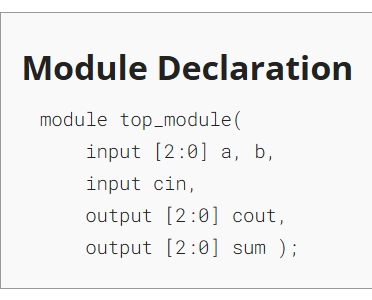 Module Declaration
module top_module(
    input [2:0] a, b,
    input cin,
    output [2:0] cout,
    output [2:0] sum );